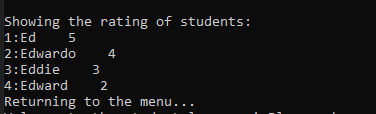 Showing the rating of students:
1:Ed    5
2:Edwardo    4
3:Eddie    3
4:Edward    2
Returning to the menu...